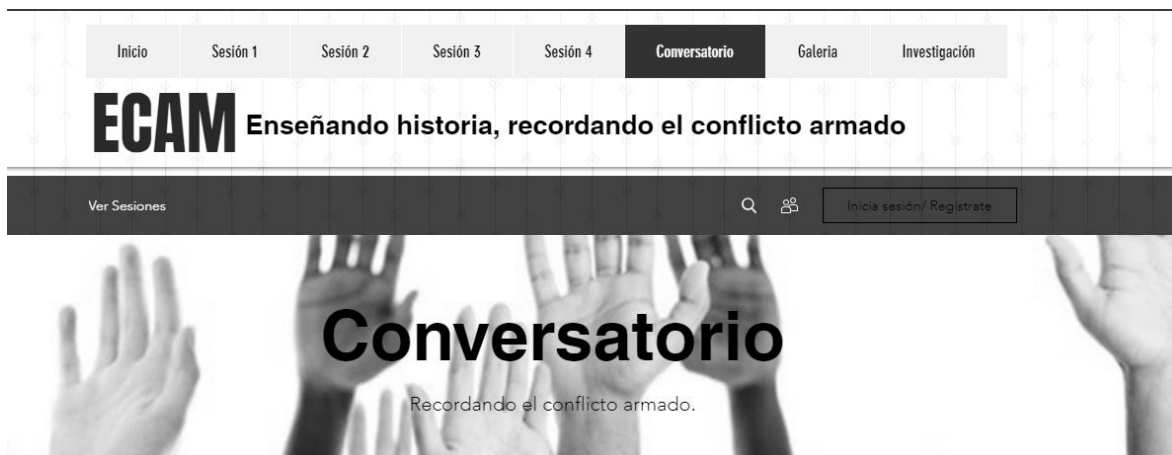 Inicio Sesión 1 Sesión 2 Sesión 3 Sesión 4 Conversatorio Galeria Investigación
ECAM Enseñando historia, recordando el conflicto armado
Ver Sesiones Inicia sesión/ Regístrate
Conversatorio
Recordando el conflicto armado.